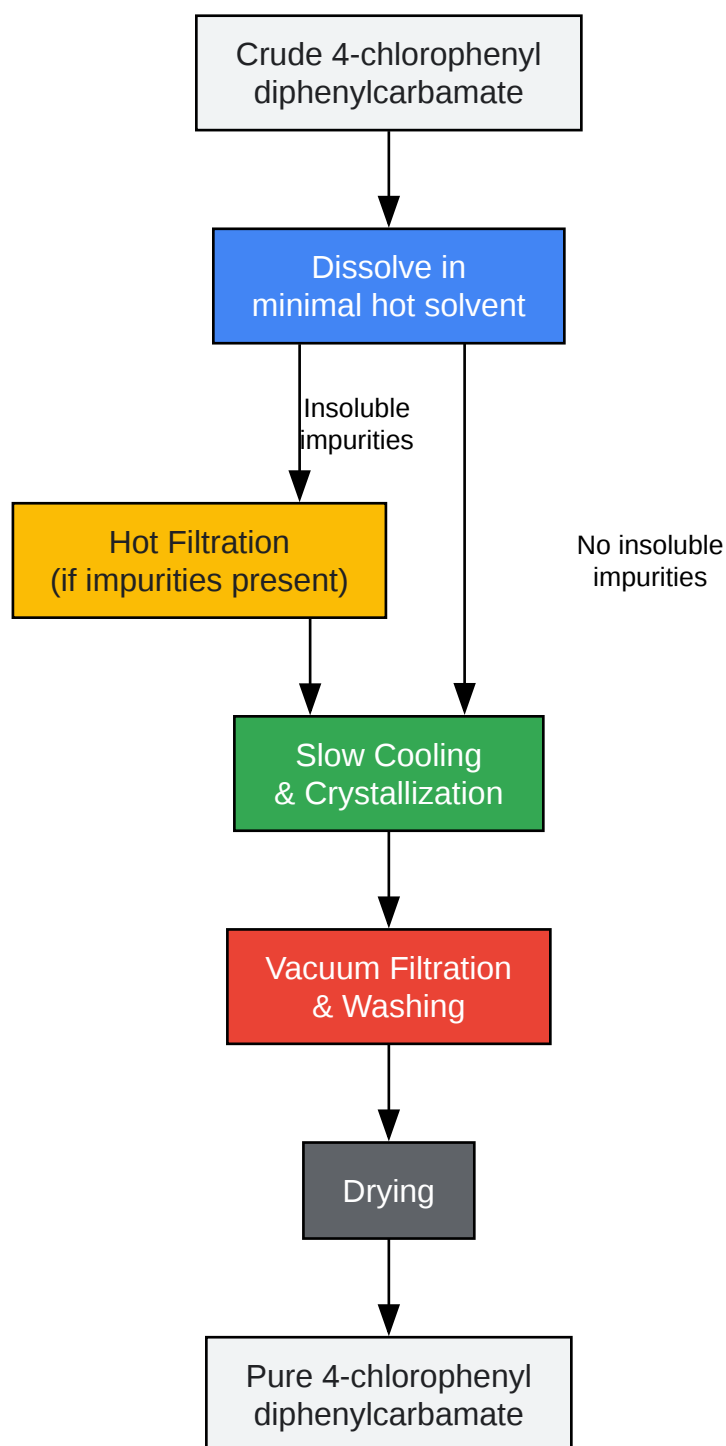 Crude 4-chlorophenyl
diphenylcarbamate
Dissolve in
minimal hot solvent
Insoluble
impurities
Hot Filtration
(if impurities present)
No insoluble
impurities
Slow Cooling
& Crystallization
Vacuum Filtration
& Washing
Drying
Pure 4-chlorophenyl
diphenylcarbamate